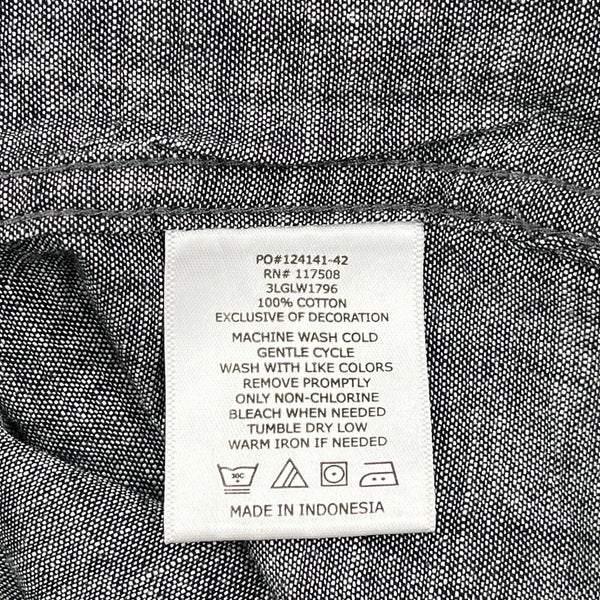 PO#124141-42
RN# 117508
3LGLW1796
100% COTTON
EXCLUSIVE OF DECORATION
MACHINE WASH COLD
GENTLE CYCLE
WASH WITH LIKE COLORS
REMOVE PROMPTLY
ONLY NON-CHLORINE
BLEACH WHEN NEEDED
TUMBLE DRY LOW
WARM IRON IF NEEDED
30C
MADE IN INDONESIA